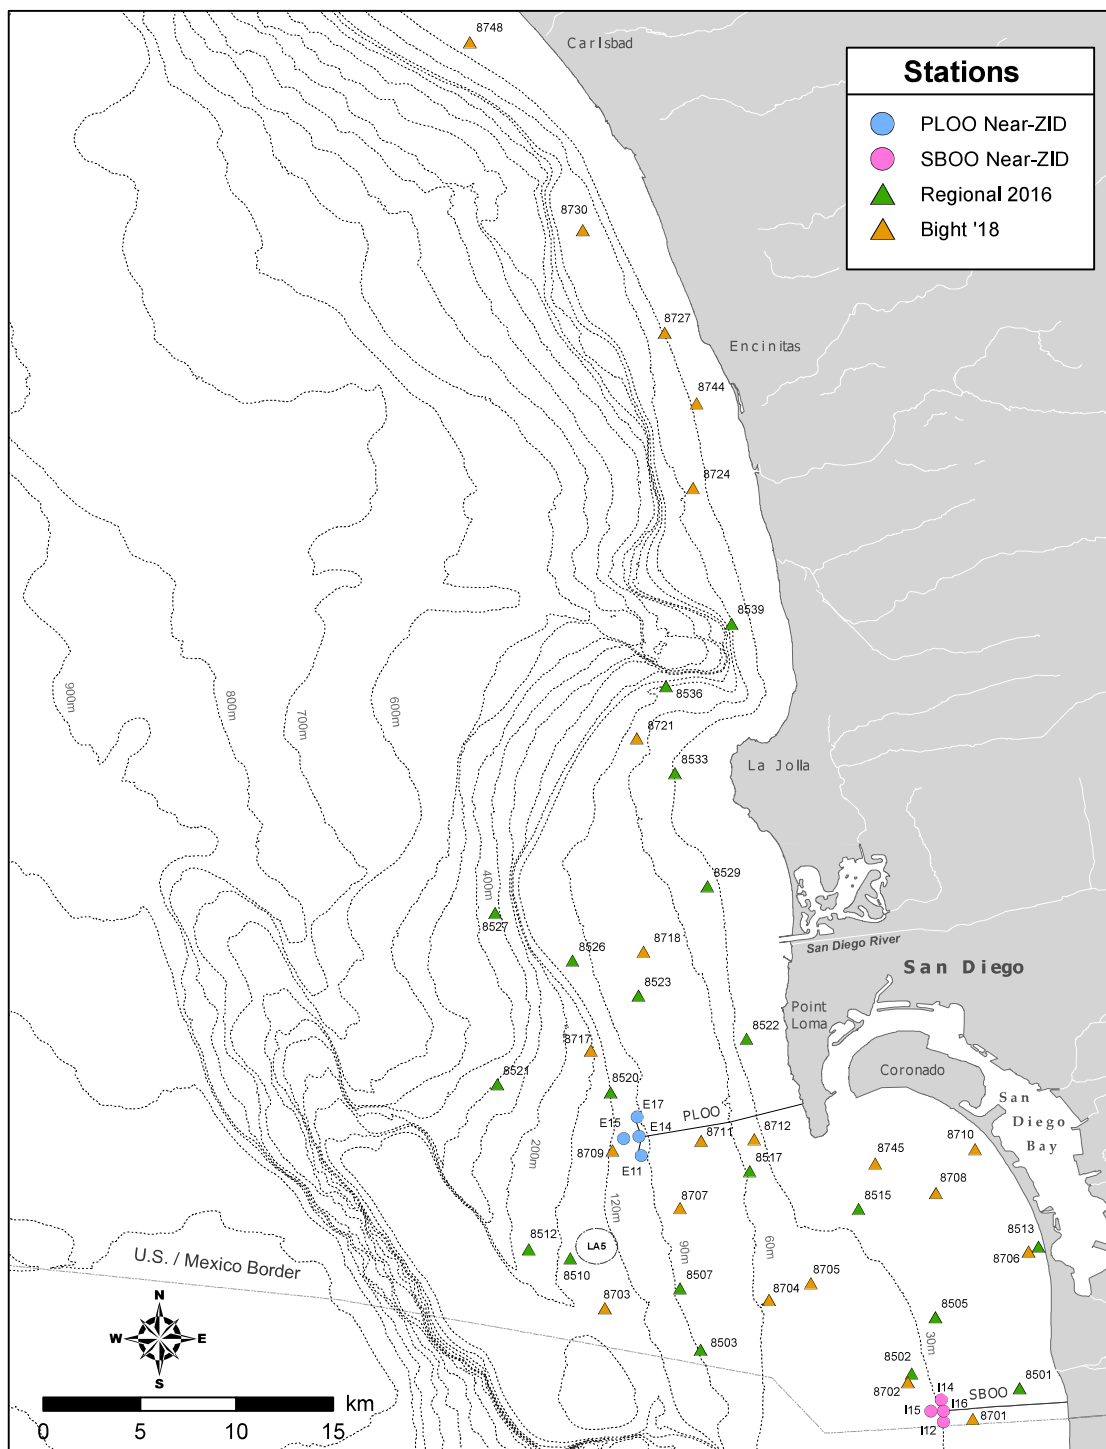 8748
Carlsbad
Stations
PLOO Near-ZID
SBOO Near-ZID
Regional 2016
Bight '18
8730
8727
Encinitas
8744
8724
8539
900m
800m
700m
600m
8536
8721
La Jolla
8533
8529
400m
8527
8718
San Diego River
8526
San Diego
8523
Point
Loma
8522
8717
8521
8520
Coronado
E17
PLOO
San
Diego
Bay
E15
E14
8711
8712
8710
200m
8709
E11
8517
8745
8708
120m
8707
8515
8512
LA5
90m
60m
8513
8706
U.S. / Mexico Border
8510
8705
8507
8704
8703
8505
N
W
E
S
30m
8503
8502
8501
8702
I14
SBOO
I15
I16
8701
I12
km
0
5
10
15